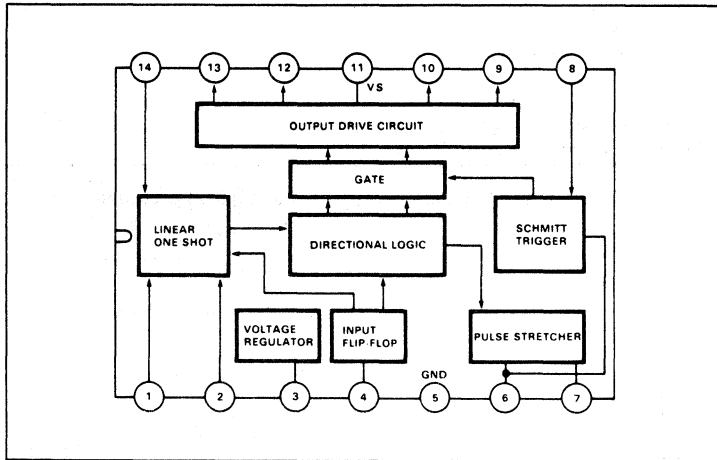 14
13
12
11
10
9
8
VS
OUTPUT DRIVE CIRCUIT
GATE
LINEAR
ONE SHOT
DIRECTIONAL LOGIC
SCHMITT
TRIGGER
VOLTAGE
REGULATOR
INPUT
FLIP-FLOP
PULSE STRETCHER
GND
1
2
3
4
5
6
7